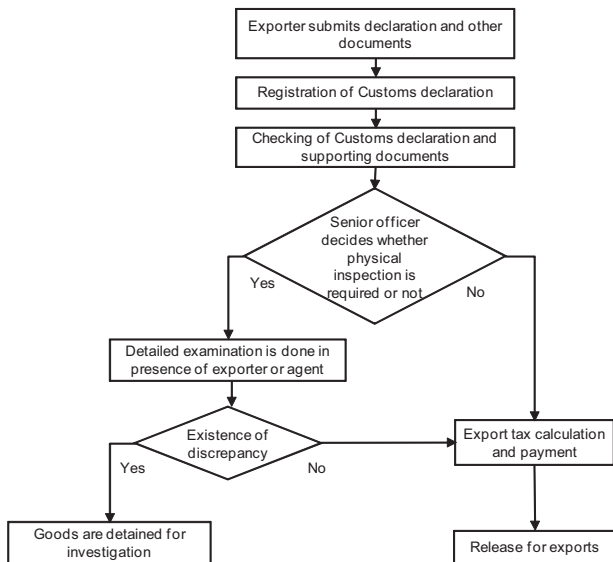 Exporter submits declaration and other
documents
Registration of Customs declaration
Checking of Customs declaration and
supporting documents
Senior officer
decides whether
physical
inspection is
required or not
Yes
No
Detailed examination is done in
presence of exporter or agent
Existence of
discrepancy
Yes
No
Export tax calculation
and payment
Goods are detained for
investigation
Release for exports